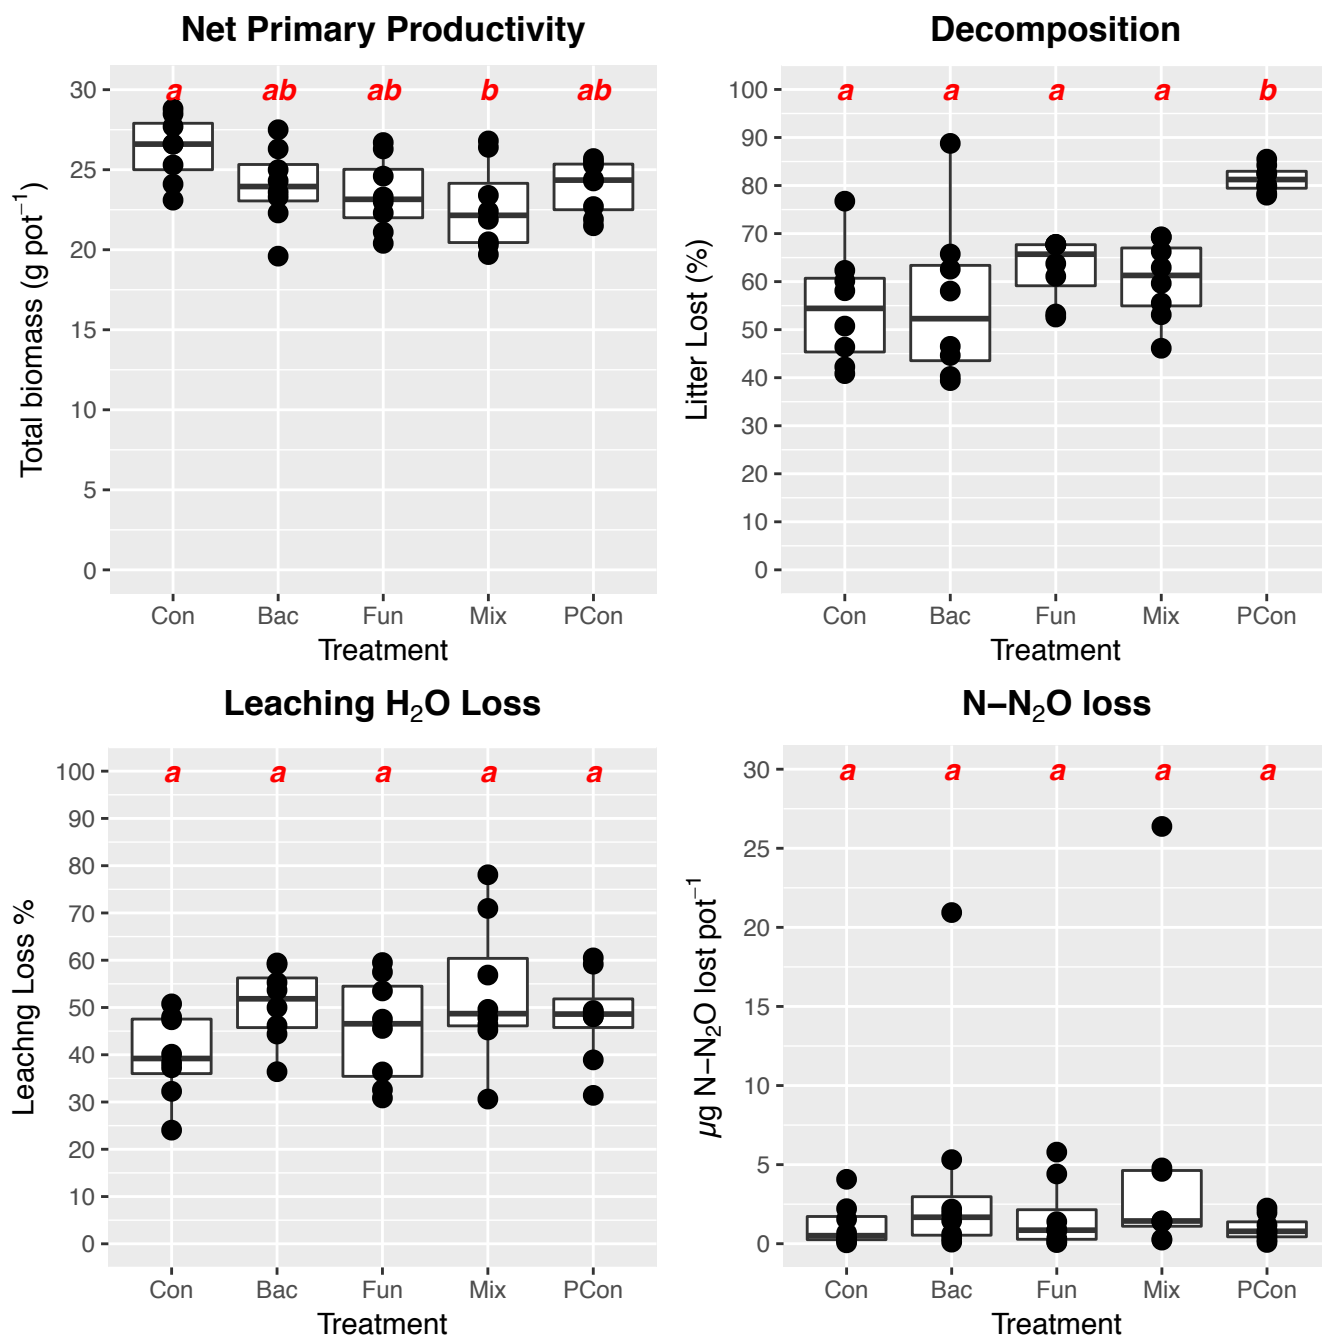 Net Primary Productivity
Total biomass (g pot⁻¹)
30
25
20
15
10
5
0
a ab ab b ab
Con Bac Fun Mix PCon
Treatment
Decomposition
Litter Lost (%)
100
90
80
70
60
50
40
30
20
10
0
a a a a b
Con Bac Fun Mix PCon
Treatment
Leaching H₂O Loss
Leachng Loss %
100
90
80
70
60
50
40
30
20
10
0
a a a a a
Con Bac Fun Mix PCon
Treatment
N−N₂O loss
µg N−N₂O lost pot⁻¹
30
25
20
15
10
5
0
a a a a a
Con Bac Fun Mix PCon
Treatment